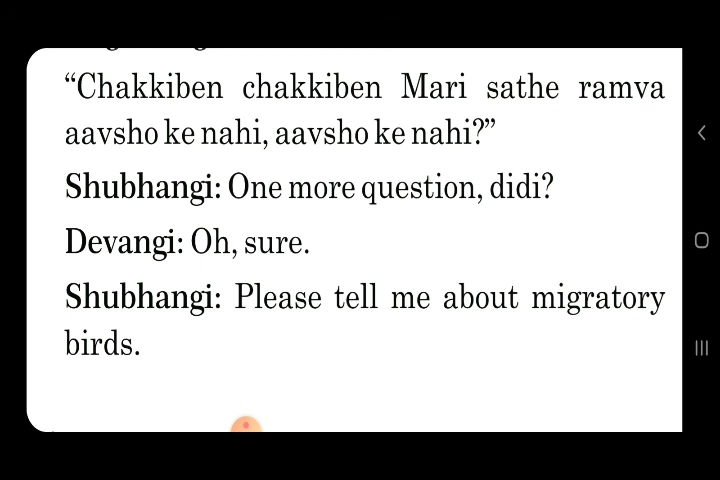 “Chakkiben chakkiben Mari sathe ramva
aavsho ke nahi, aavsho ke nahi?”
Shubhangi: One more question, didi?
Devangi: Oh, sure.
Shubhangi: Please tell me about migratory
birds.